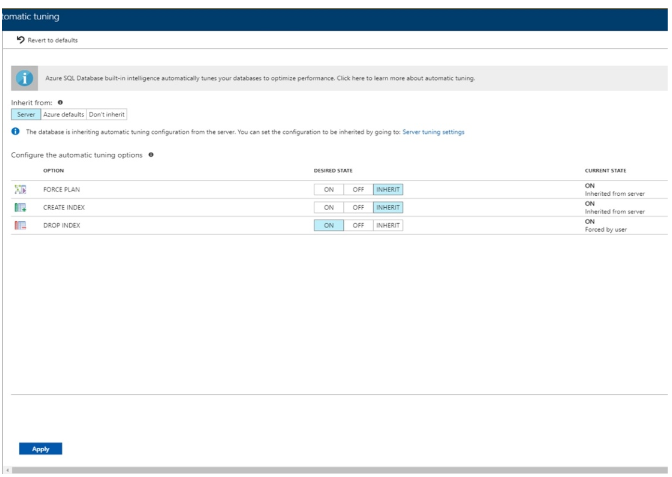 tomatic tuning
Revert to defaults
Azure SQL Database built-in intelligence automatically tunes your databases to optimize performance. Click here to learn more about automatic tuning.
Inherit from:
Server Azure defaults Don't inherit
The database is inheriting automatic tuning configuration from the server. You can set the configuration to be inherited by going to: Server tuning settings
Configure the automatic tuning options
OPTION DESIRED STATE CURRENT STATE
FORCE PLAN ON OFF INHERIT ON
Inherited from server
CREATE INDEX ON OFF INHERIT ON
Inherited from server
DROP INDEX ON OFF INHERIT ON
Forced by user
Apply